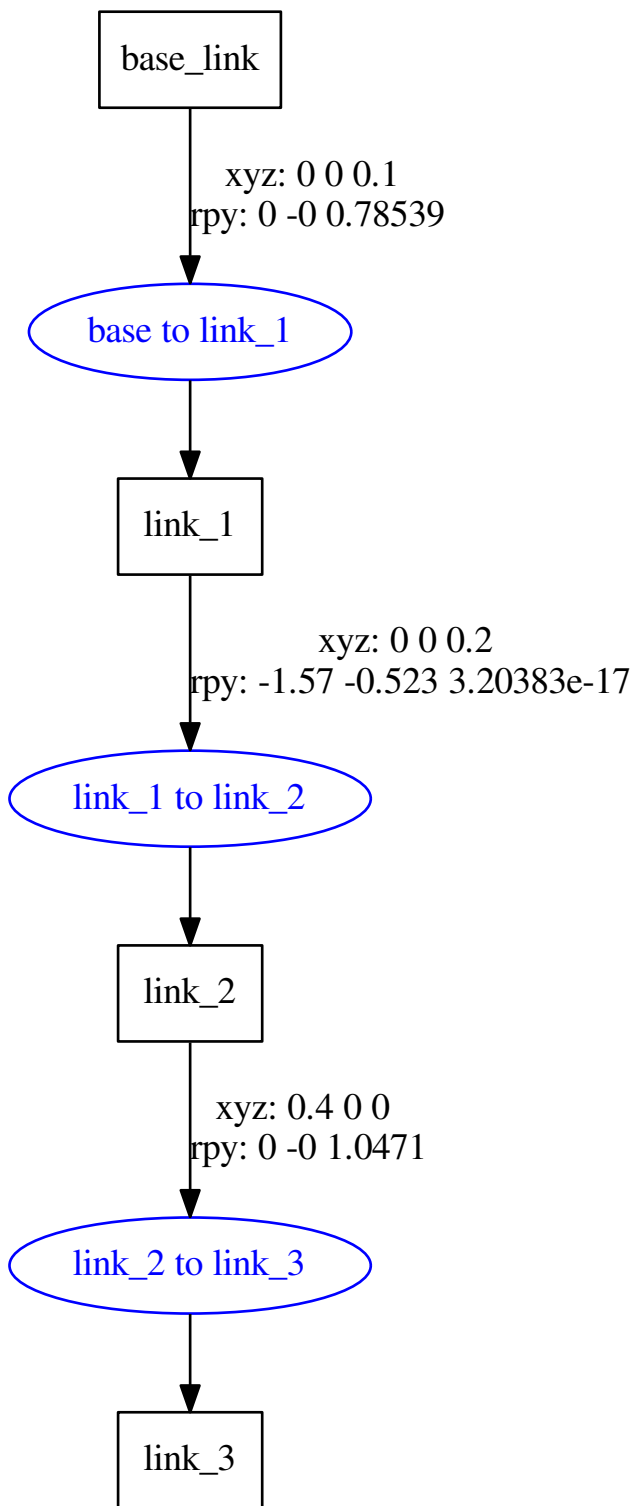 base_link
xyz: 0 0 0.1
rpy: 0 -0 0.78539
base to link_1
link_1
xyz: 0 0 0.2
rpy: -1.57 -0.523 3.20383e-17
link_1 to link_2
link_2
xyz: 0.4 0 0
rpy: 0 -0 1.0471
link_2 to link_3
link_3